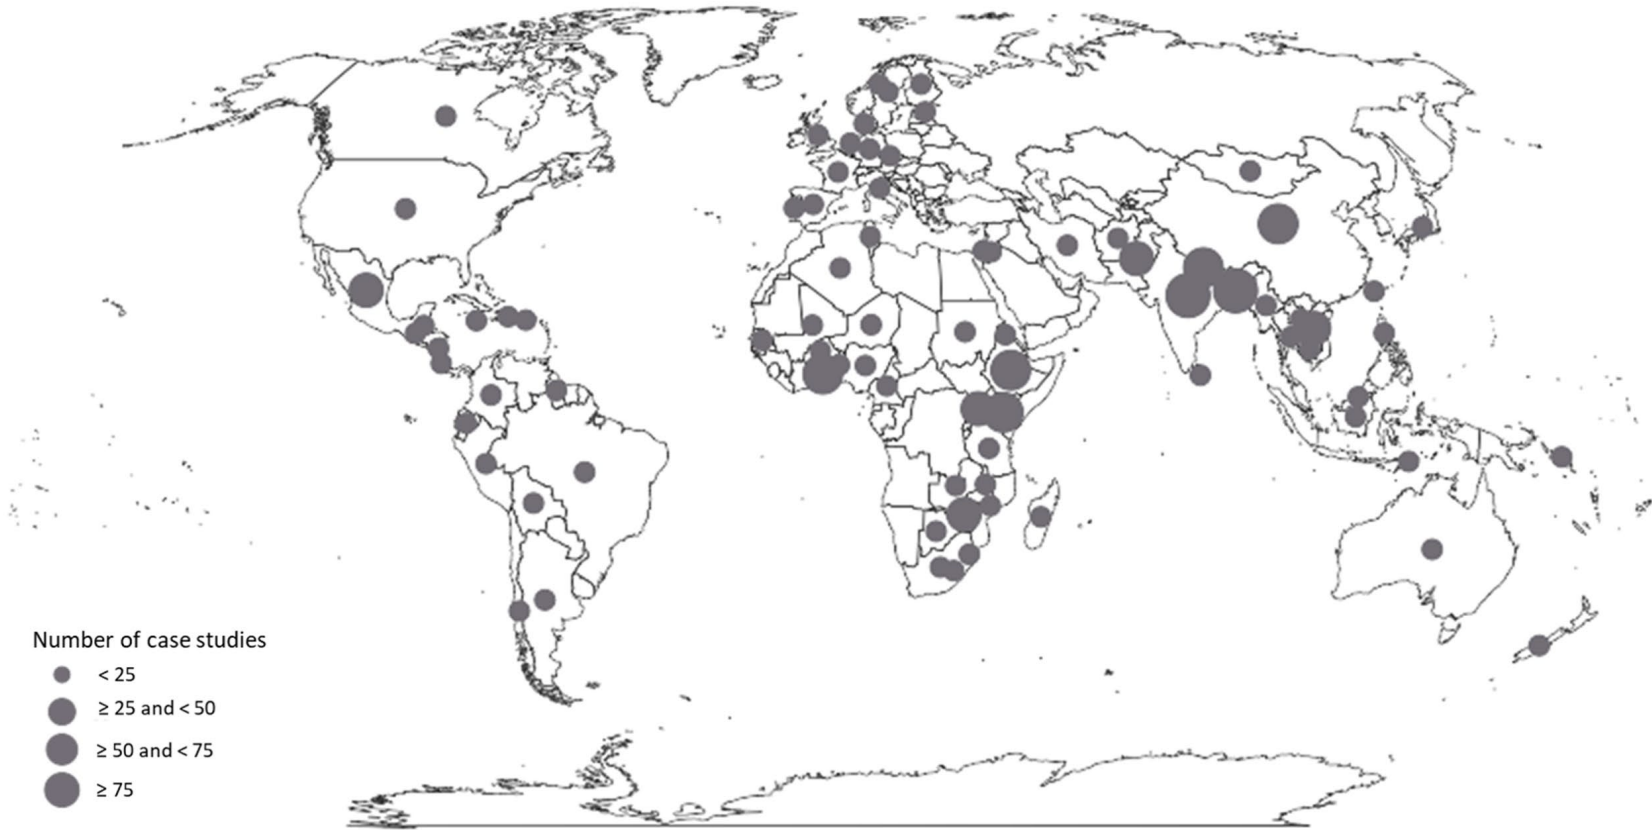 Number of case studies
< 25
≥ 25 and < 50
≥ 50 and < 75
≥ 75